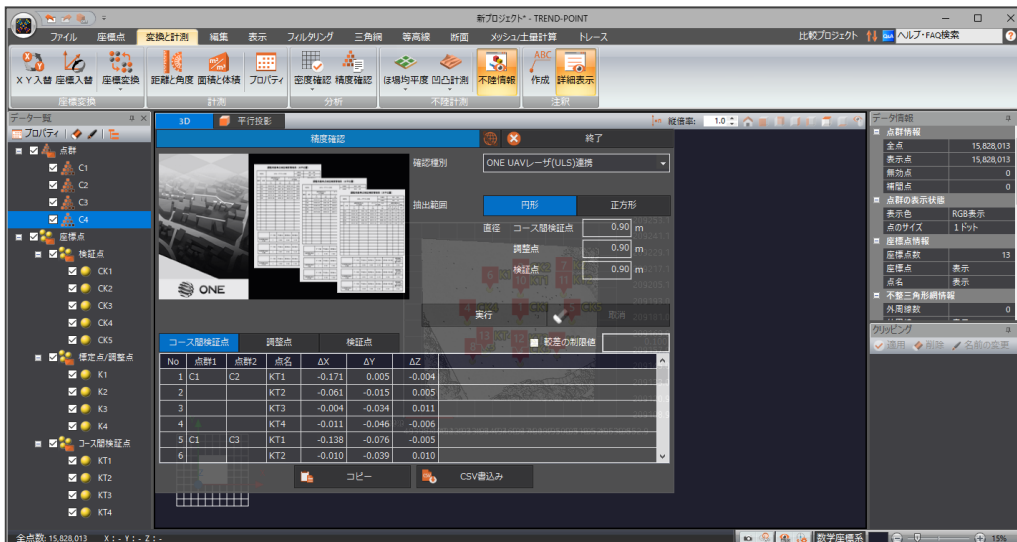 新プロジェクト* - TREND-POINT
ファイル 座標点 変換と計測 編集 表示 フィルタリング 三角網 等高線 断面 メッシュ/土量計算 トレース 比較プロジェクト Q&A ヘルプ・FAQ検索
XY入替 座標入替 座標変換 距離と角度 面積と体積 プロパティ 密度確認 精度確認 ほ場均平度 凹凸計測 不陸情報 ABC 作成 詳細表示
座標変換 計測 分析 不陸計測 注釈
データ一覧
プロパティ
点群
C1
C2
C3
C4
座標点
検証点
CK1
CK2
CK3
CK4
CK5
標定点/調整点
K1
K2
K3
K4
コース間検証点
KT1
KT2
KT3
KT4
3D 平行投影 縦倍率: 1.0
精度確認 終了
確認種別 ONE UAVレーザ(ULS)連携
抽出範囲 円形 正方形
直径 コース間検証点 0.90 m
調整点 0.90 m
検証点 0.90 m
ONE
実行 取消
コース間検証点 調整点 検証点 較差の制限値
No 点群1 点群2 点名 ΔX ΔY ΔZ
1 C1 C2 KT1 -0.171 0.005 -0.004
2 KT2 -0.061 -0.015 0.005
3 KT3 -0.004 -0.034 0.011
4 KT4 -0.011 -0.046 -0.006
5 C1 C3 KT1 -0.138 -0.076 -0.005
6 KT2 -0.010 -0.039 0.010
コピー CSV書込み
データ情報
点群情報
全点 15,828,013
表示点 15,828,013
無効点 0
補間点 0
点群の表示状態
表示色 RGB表示
点のサイズ 1ドット
座標点情報
座標点数 13
座標点 表示
点名 表示
不整三角形網情報
外周線数 0
クリッピング
適用 削除 名前の変更
全点数: 15,828,013 X : - Y : - Z : -
数学座標系 15%